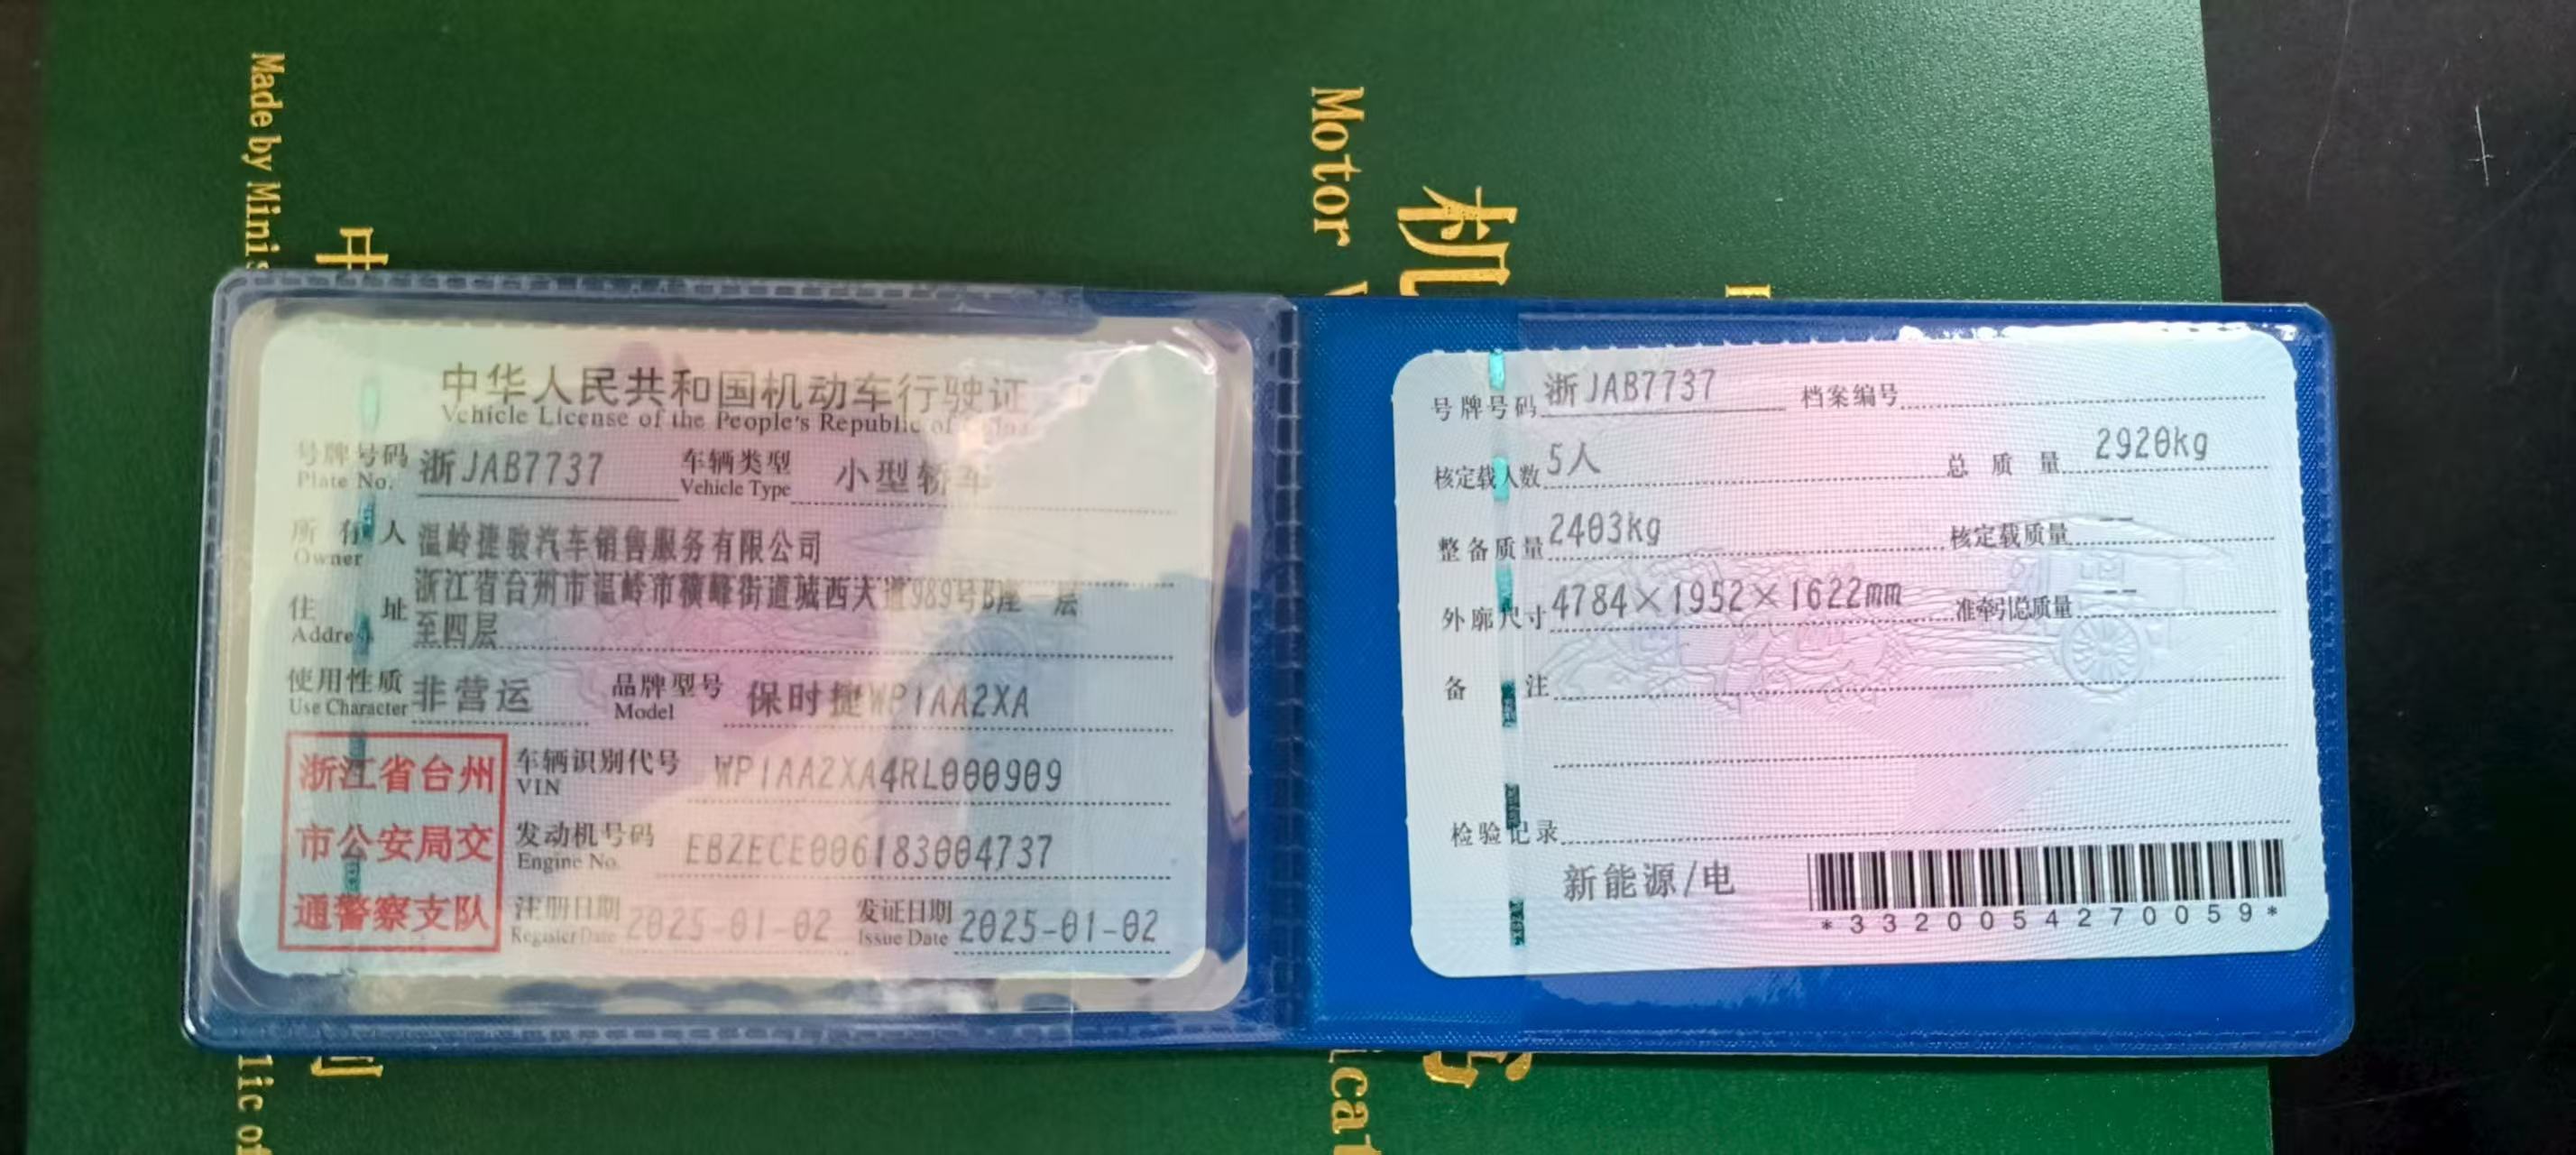 Made by Minis
中
Motor V
机
中华人民共和国机动车行驶证
Vehicle License of the People's Republic of China
号牌号码 浙JAB7737 车辆类型 小型轿车
Plate No. Vehicle Type
所有人 温岭捷骏汽车销售服务有限公司
Owner
住址 浙江省台州市温岭市横峰街道城西大道989号B座一层
Address 至四层
使用性质 非营运 品牌型号 保时捷WP1AA2XA
Use Character Model
浙江省台州
市公安局交
通警察支队
车辆识别代号 WP1AA2XA4RL000909
VIN
发动机号码 EBZECE006183004737
Engine No.
注册日期 2025-01-02 发证日期 2025-01-02
Register Date Issue Date
号牌号码 浙JAB7737 档案编号
核定载人数 5人 总质量 2920kg
整备质量 2403kg 核定载质量 --
外廓尺寸 4784×1952×1622mm 准牵引总质量 --
备注
检验记录
新能源/电
*3320054270059*
lic of
icat